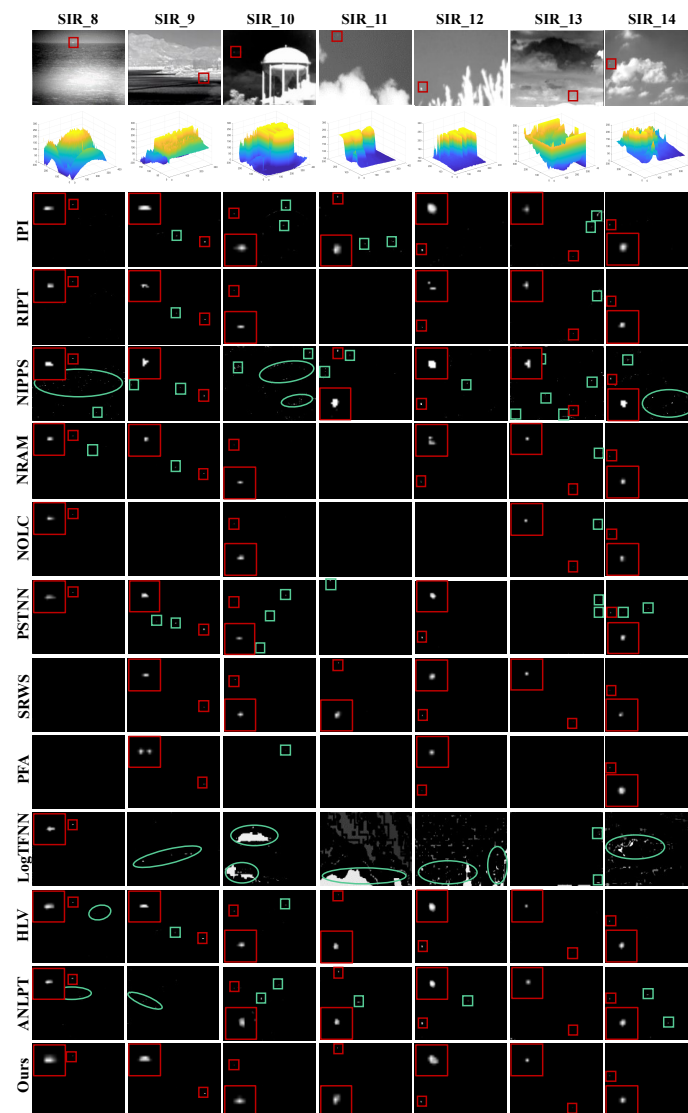 SIR_8 SIR_9 SIR_10 SIR_11 SIR_12 SIR_13 SIR_14
IPI
RIPT
NIPPS
NRAM
NOLC
PSTNN
SRWS
PFA
LogTFNN
HLV
ANLPT
Ours